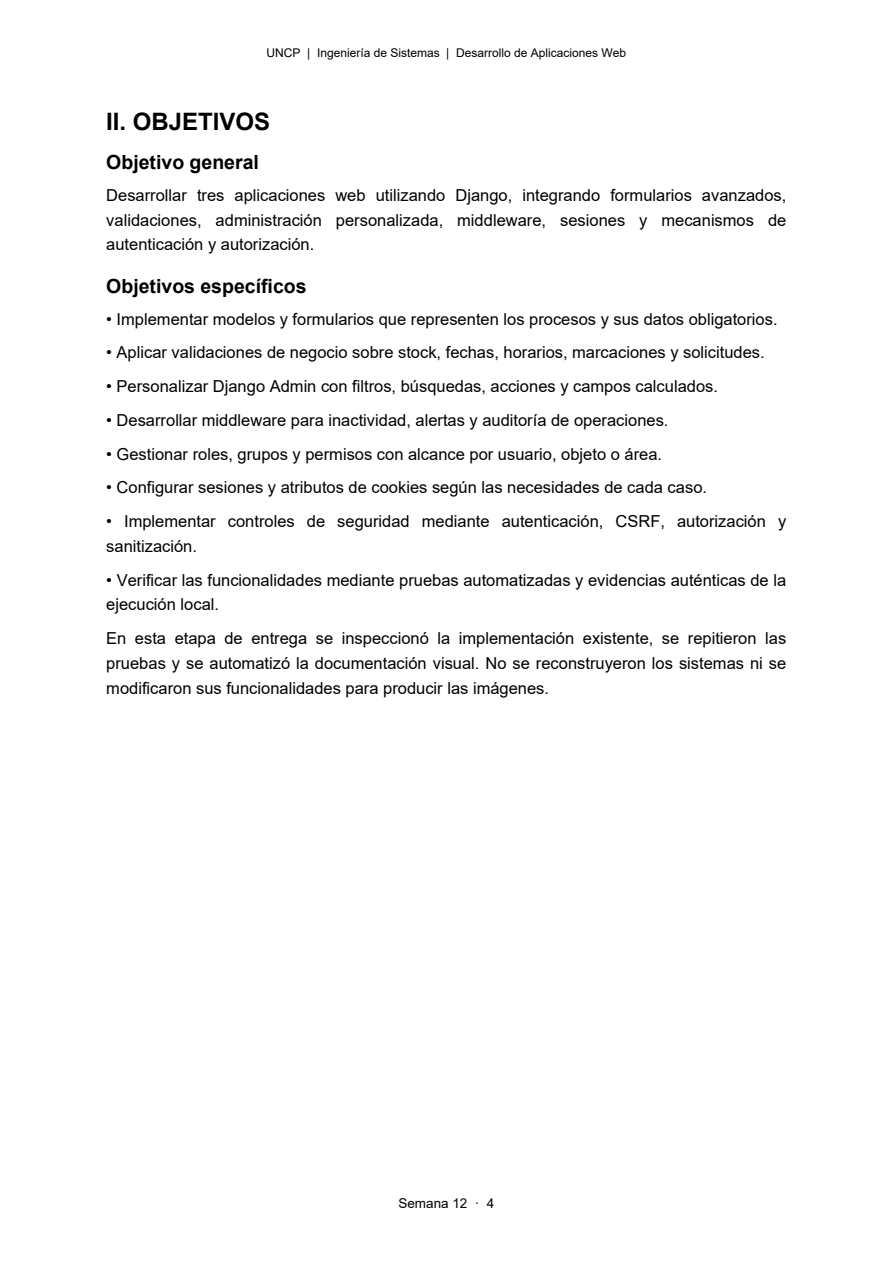 UNCP | Ingeniería de Sistemas | Desarrollo de Aplicaciones Web
II. OBJETIVOS
Objetivo general
Desarrollar tres aplicaciones web utilizando Django, integrando formularios avanzados,
validaciones, administración personalizada, middleware, sesiones y mecanismos de
autenticación y autorización.
Objetivos específicos
• Implementar modelos y formularios que representen los procesos y sus datos obligatorios.
• Aplicar validaciones de negocio sobre stock, fechas, horarios, marcaciones y solicitudes.
• Personalizar Django Admin con filtros, búsquedas, acciones y campos calculados.
• Desarrollar middleware para inactividad, alertas y auditoría de operaciones.
• Gestionar roles, grupos y permisos con alcance por usuario, objeto o área.
• Configurar sesiones y atributos de cookies según las necesidades de cada caso.
• Implementar controles de seguridad mediante autenticación, CSRF, autorización y
sanitización.
• Verificar las funcionalidades mediante pruebas automatizadas y evidencias auténticas de la
ejecución local.
En esta etapa de entrega se inspeccionó la implementación existente, se repitieron las
pruebas y se automatizó la documentación visual. No se reconstruyeron los sistemas ni se
modificaron sus funcionalidades para producir las imágenes.
Semana 12 · 4